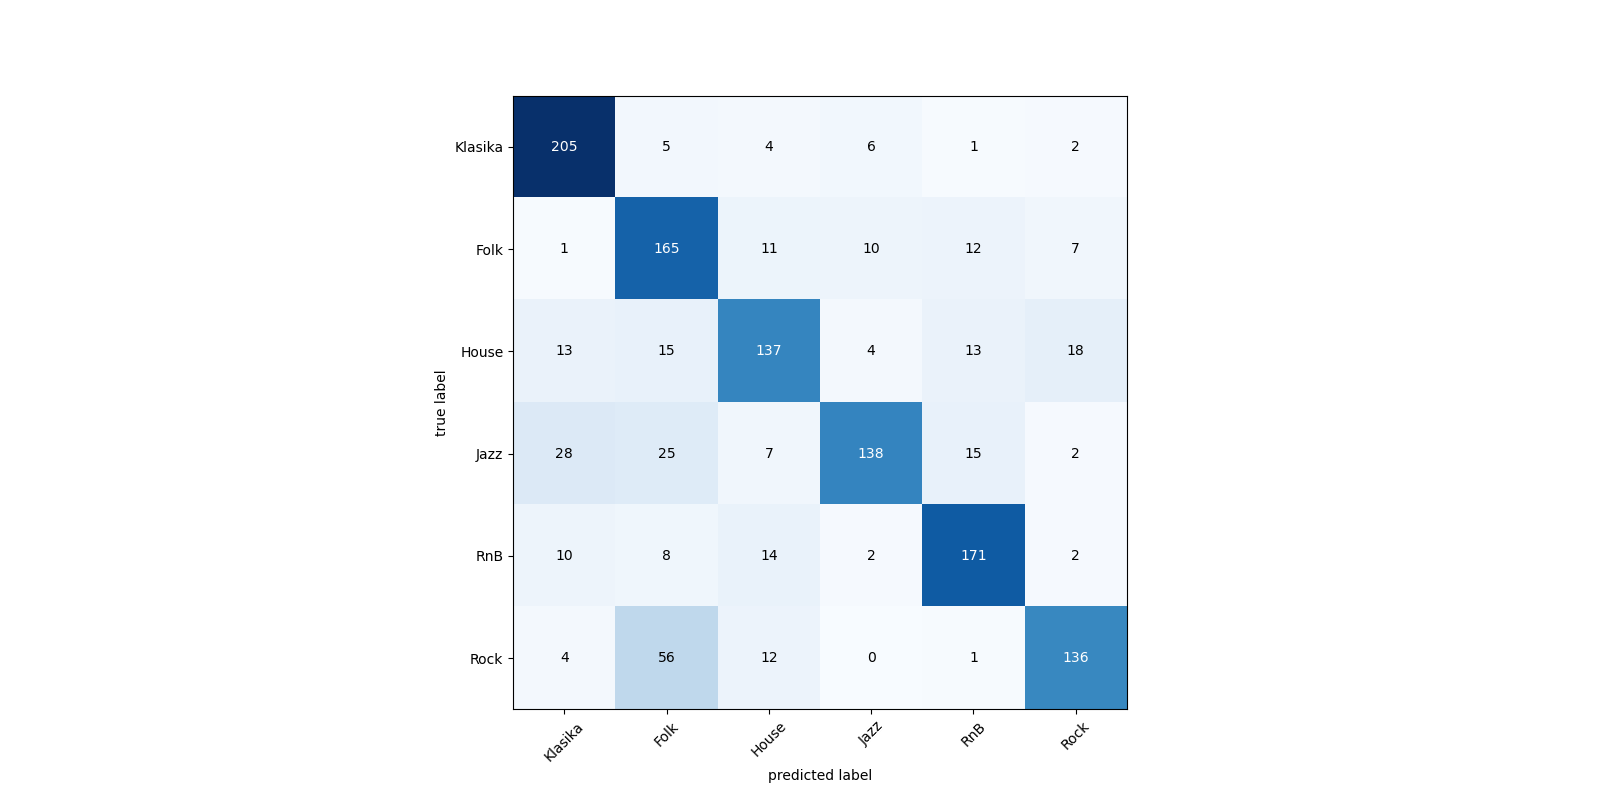 Klasika 205 5 4 6 1 2
Folk 1 165 11 10 12 7
House 13 15 137 4 13 18
Jazz 28 25 7 138 15 2
RnB 10 8 14 2 171 2
Rock 4 56 12 0 1 136
true label
Klasika Folk House Jazz RnB Rock
predicted label